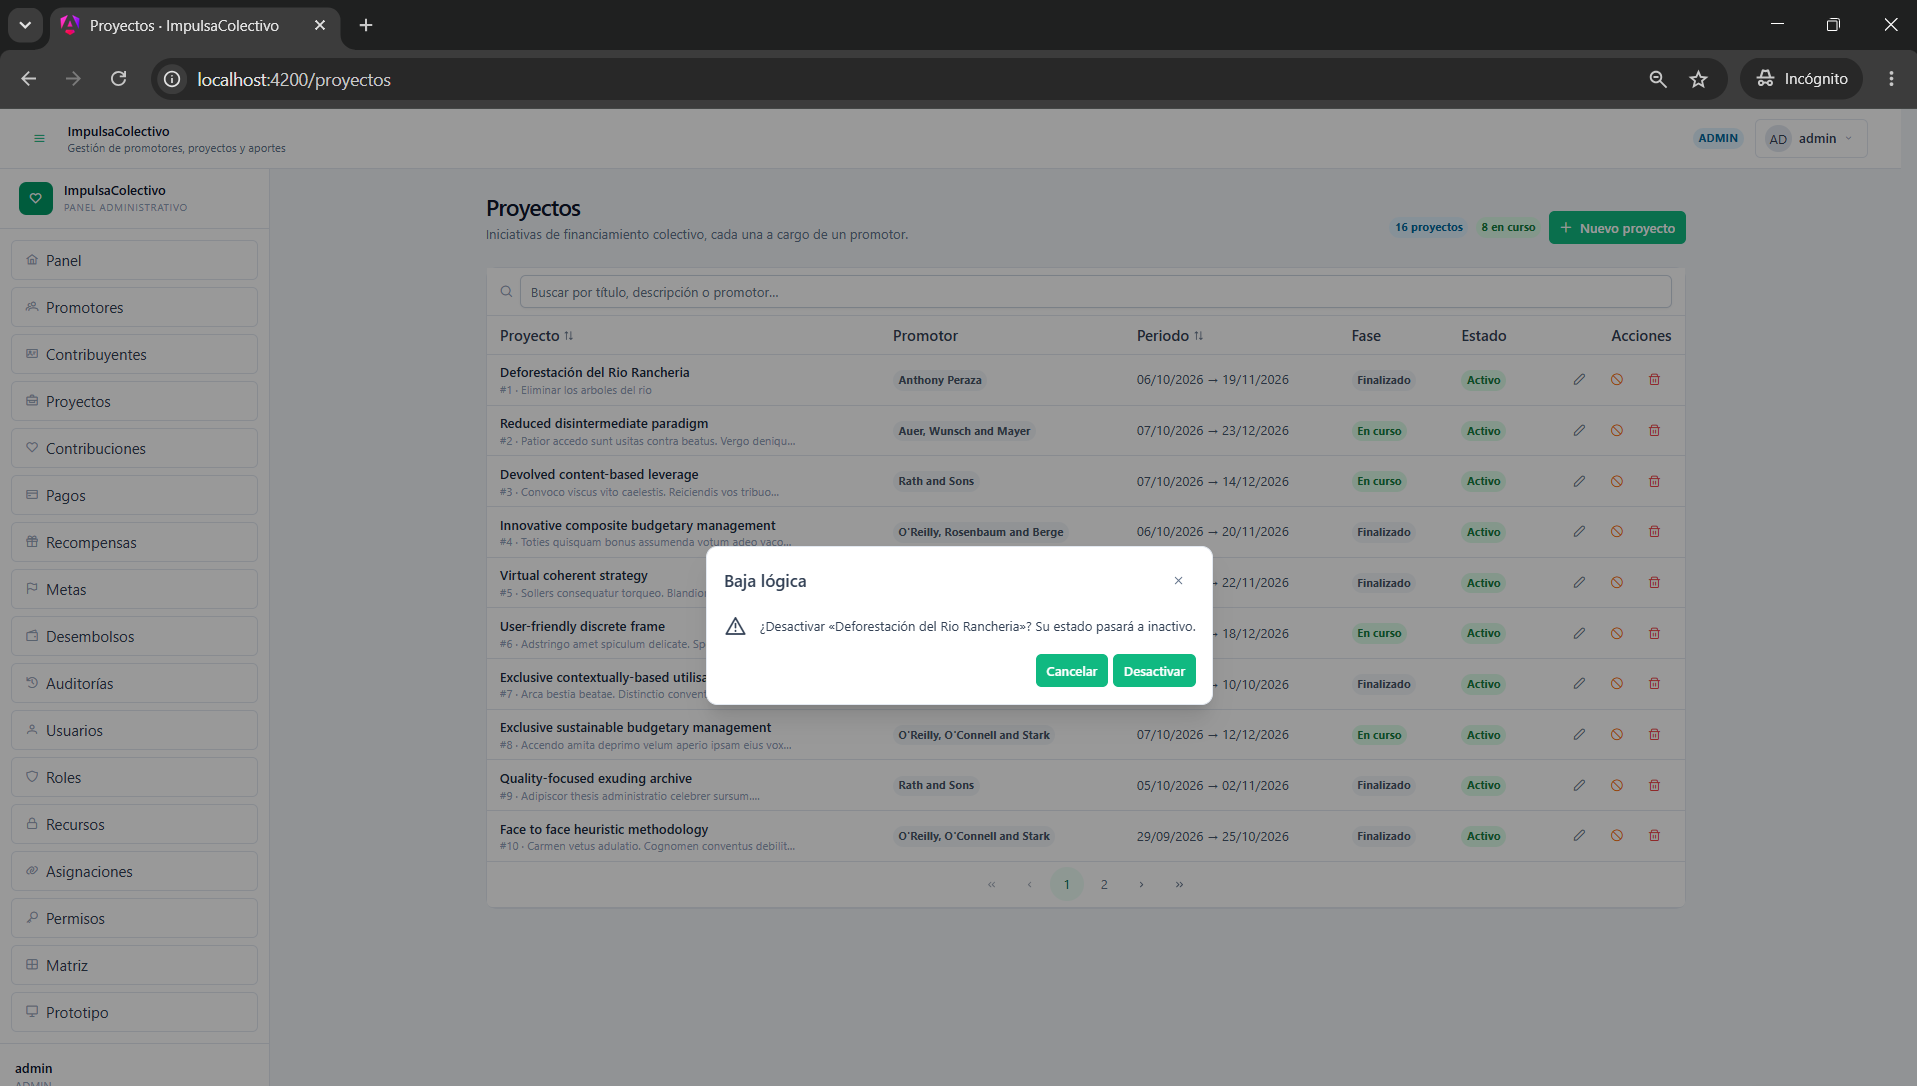 Proyectos · ImpulsaColectivo
localhost:4200/proyectos
Incógnito
ImpulsaColectivo
Gestión de promotores, proyectos y aportes
ADMIN
AD admin
ImpulsaColectivo
PANEL ADMINISTRATIVO
Panel
Promotores
Contribuyentes
Proyectos
Contribuciones
Pagos
Recompensas
Metas
Desembolsos
Auditorías
Usuarios
Roles
Recursos
Asignaciones
Permisos
Matriz
Prototipo
admin
ADMIN
Proyectos
Iniciativas de financiamiento colectivo, cada una a cargo de un promotor.
16 proyectos 8 en curso + Nuevo proyecto
Buscar por título, descripción o promotor...
Proyecto Promotor Periodo Fase Estado Acciones
Deforestación del Rio Rancheria
#1 · Eliminar los arboles del rio
Anthony Peraza 06/10/2026 → 19/11/2026 Finalizado Activo
Reduced disintermediate paradigm
#2 · Patior accedo sunt usitas contra beatus. Vergo deniqu...
Auer, Wunsch and Mayer 07/10/2026 → 23/12/2026 En curso Activo
Devolved content-based leverage
#3 · Convoco viscus vito caelestis. Reiciendis vos tribuo...
Rath and Sons 07/10/2026 → 14/12/2026 En curso Activo
Innovative composite budgetary management
#4 · Toties quisquam bonus assumenda votum adeo vaco...
O'Reilly, Rosenbaum and Berge 06/10/2026 → 20/11/2026 Finalizado Activo
Virtual coherent strategy
#5 · Sollers consequatur torqueo. Blandior
→ 22/11/2026 Finalizado Activo
User-friendly discrete frame
#6 · Adstringo amet spiculum delicate. Sp
→ 18/12/2026 En curso Activo
Exclusive contextually-based utilisa
#7 · Arca bestia beatae. Distinctio convent
→ 10/10/2026 Finalizado Activo
Exclusive sustainable budgetary management
#8 · Accendo amita deprimo velum aperio ipsam eius vox...
O'Reilly, O'Connell and Stark 07/10/2026 → 12/12/2026 En curso Activo
Quality-focused exuding archive
#9 · Adipiscor thesis administratio celebrer sursum....
Rath and Sons 05/10/2026 → 02/11/2026 Finalizado Activo
Face to face heuristic methodology
#10 · Carmen vetus adulatio. Cognomen conventus debilit...
O'Reilly, O'Connell and Stark 29/09/2026 → 25/10/2026 Finalizado Activo
« ‹ 1 2 › »
Baja lógica
¿Desactivar «Deforestación del Rio Rancheria»? Su estado pasará a inactivo.
Cancelar Desactivar